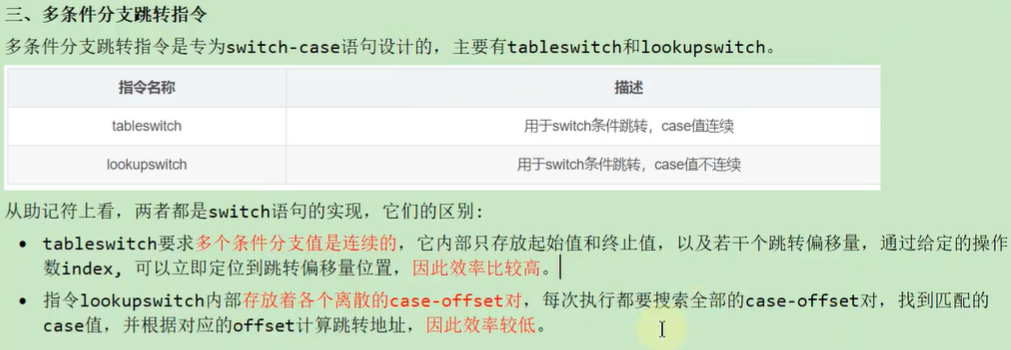 三、多条件分支跳转指令
多条件分支跳转指令是专为switch-case语句设计的，主要有tableswitch和lookupswitch。
指令名称 描述
tableswitch 用于switch条件跳转，case值连续
lookupswitch 用于switch条件跳转，case值不连续
从助记符上看，两者都是switch语句的实现，它们的区别：
• tableswitch要求多个条件分支值是连续的，它内部只存放起始值和终止值，以及若干个跳转偏移量，通过给定的操作
数index，可以立即定位到跳转偏移量位置，因此效率比较高。
• 指令lookupswitch内部存放着各个离散的case-offset对，每次执行都要搜索全部的case-offset对，找到匹配的
case值，并根据对应的offset计算跳转地址，因此效率较低。